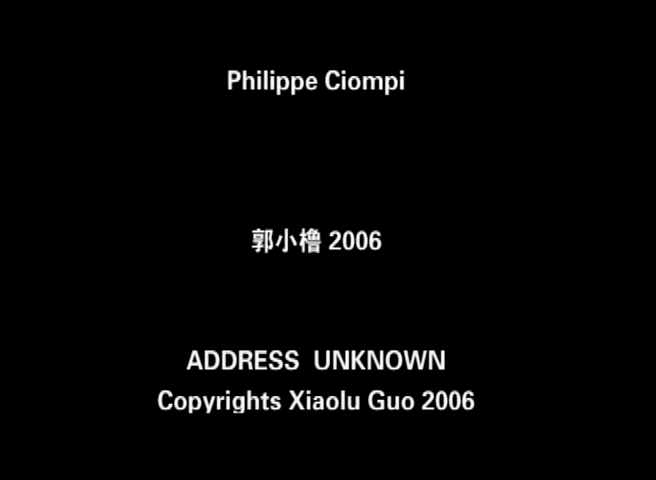 Philippe Ciompi
郭小橹 2006
ADDRESS UNKNOWN
Copyrights Xiaolu Guo 2006